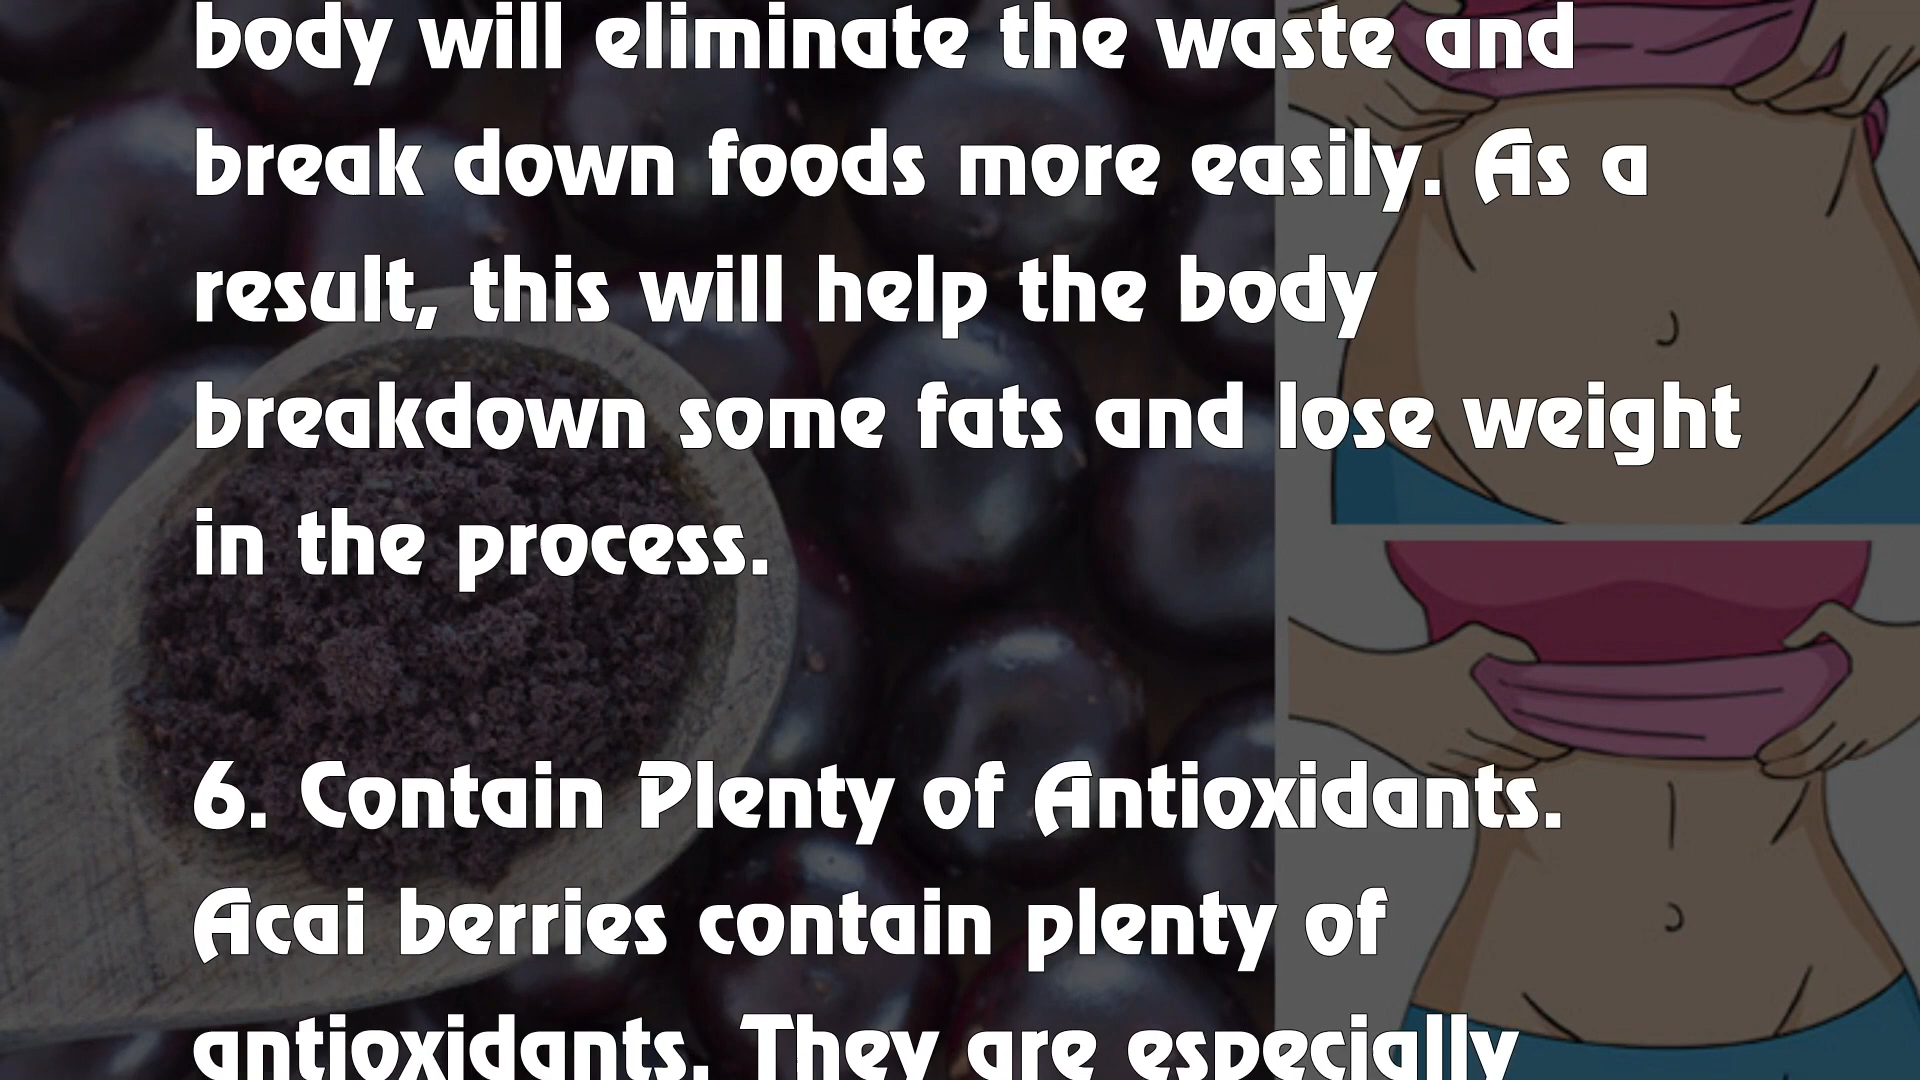 body will eliminate the waste and
break down foods more easily. As a
result, this will help the body
breakdown some fats and lose weight
in the process.
6. Contain Plenty of Antioxidants.
Acai berries contain plenty of
antioxidants. They are especially